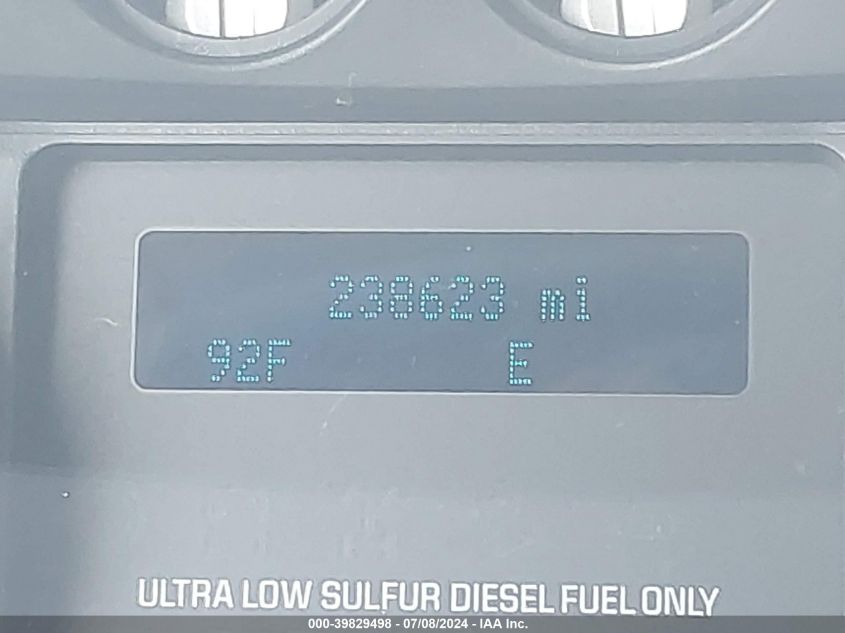 238623 mi
92F E
ULTRA LOW SULFUR DIESEL FUEL ONLY
000-39829498 - 07/08/2024 - IAA Inc.